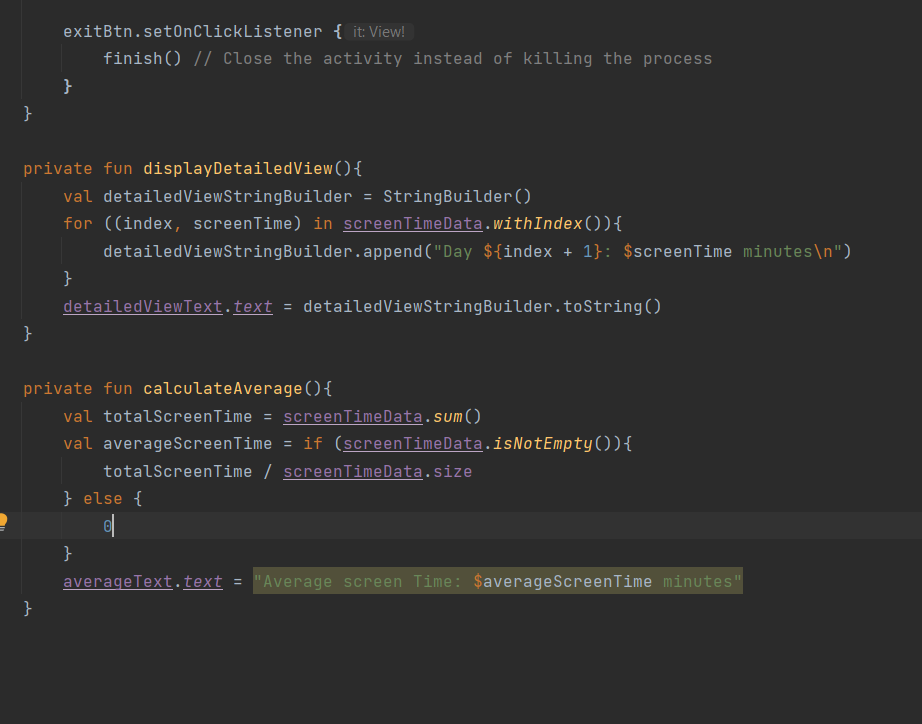 exitBtn.setOnClickListener { it: View!
finish() // Close the activity instead of killing the process
}
}
private fun displayDetailedView(){
val detailedViewStringBuilder = StringBuilder()
for ((index, screenTime) in screenTimeData.withIndex()){
detailedViewStringBuilder.append("Day ${index + 1}: $screenTime minutes\n")
}
detailedViewText.text = detailedViewStringBuilder.toString()
}
private fun calculateAverage(){
val totalScreenTime = screenTimeData.sum()
val averageScreenTime = if (screenTimeData.isNotEmpty()){
totalScreenTime / screenTimeData.size
} else {
0
}
averageText.text = "Average screen Time: $averageScreenTime minutes"
}